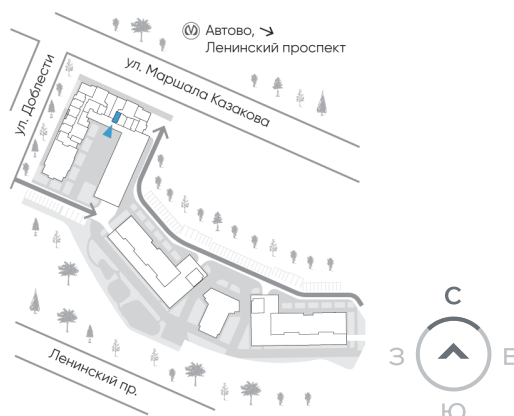 Автово, ↘
Ленинский проспект
ул. Маршала Казакова
ул. Доблести
Ленинский пр.
С
З
В
Ю